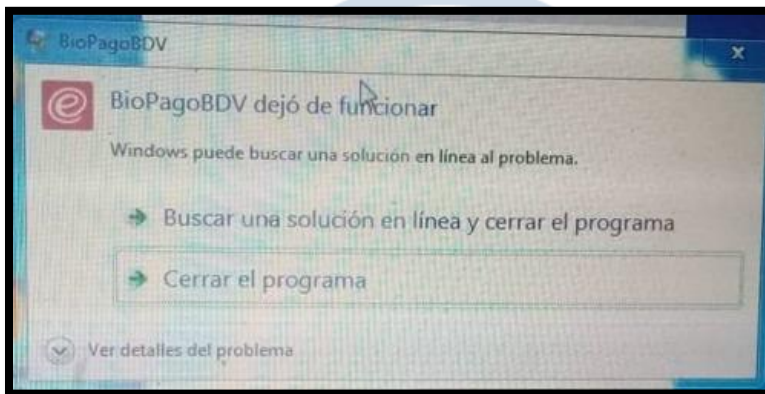 BioPagoBDV
x
BioPagoBDV dejó de funcionar
Windows puede buscar una solución en línea al problema.
Buscar una solución en línea y cerrar el programa
Cerrar el programa
Ver detalles del problema